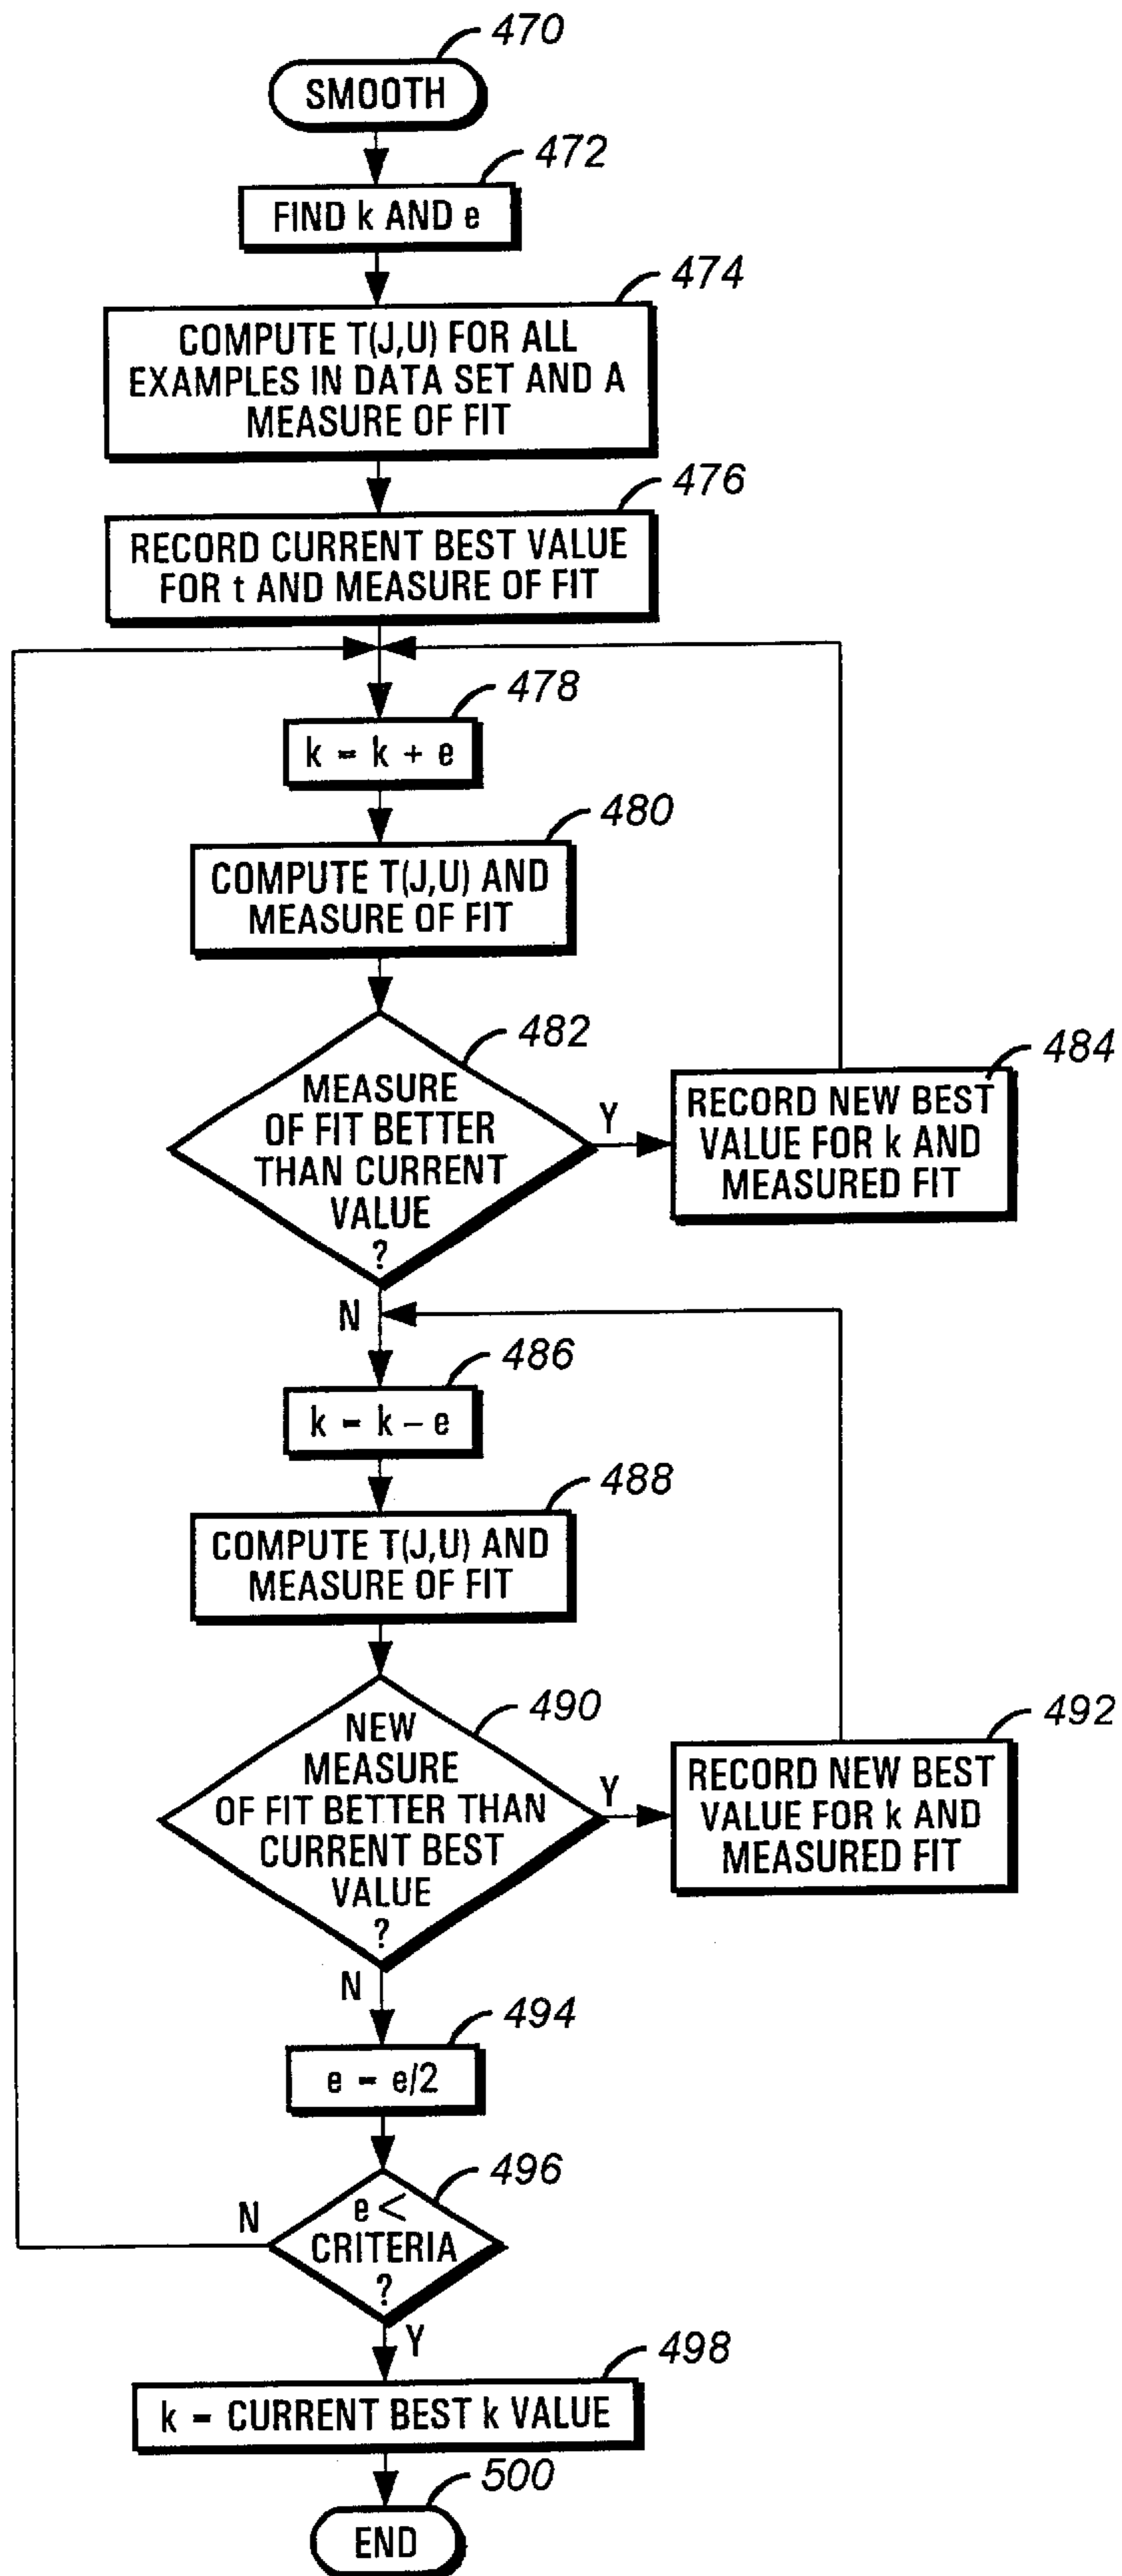 470
SMOOTH
472
FIND k AND e
474
COMPUTE T(J,U) FOR ALL
EXAMPLES IN DATA SET AND A
MEASURE OF FIT
476
RECORD CURRENT BEST VALUE
FOR t AND MEASURE OF FIT
478
k = k + e
480
COMPUTE T(J,U) AND
MEASURE OF FIT
482
MEASURE
OF FIT BETTER
THAN CURRENT
VALUE
?
Y
484
RECORD NEW BEST
VALUE FOR k AND
MEASURED FIT
N
486
k = k – e
488
COMPUTE T(J,U) AND
MEASURE OF FIT
490
NEW
MEASURE
OF FIT BETTER THAN
CURRENT BEST
VALUE
?
Y
492
RECORD NEW BEST
VALUE FOR k AND
MEASURED FIT
N
494
e = e/2
496
N
e <
CRITERIA
?
Y
498
k = CURRENT BEST k VALUE
500
END